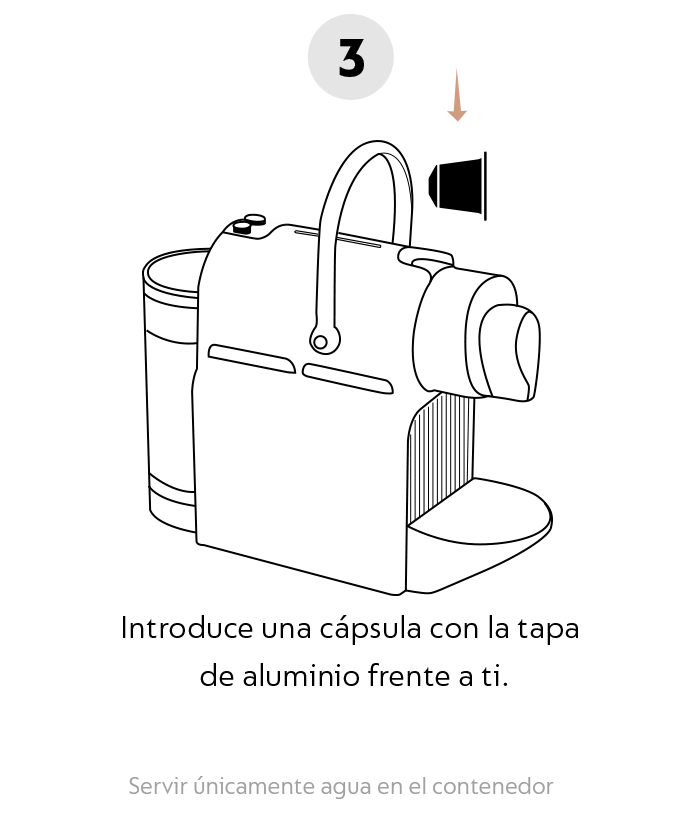 3
Introduce una cápsula con la tapa
de aluminio frente a ti.
Servir únicamente agua en el contenedor